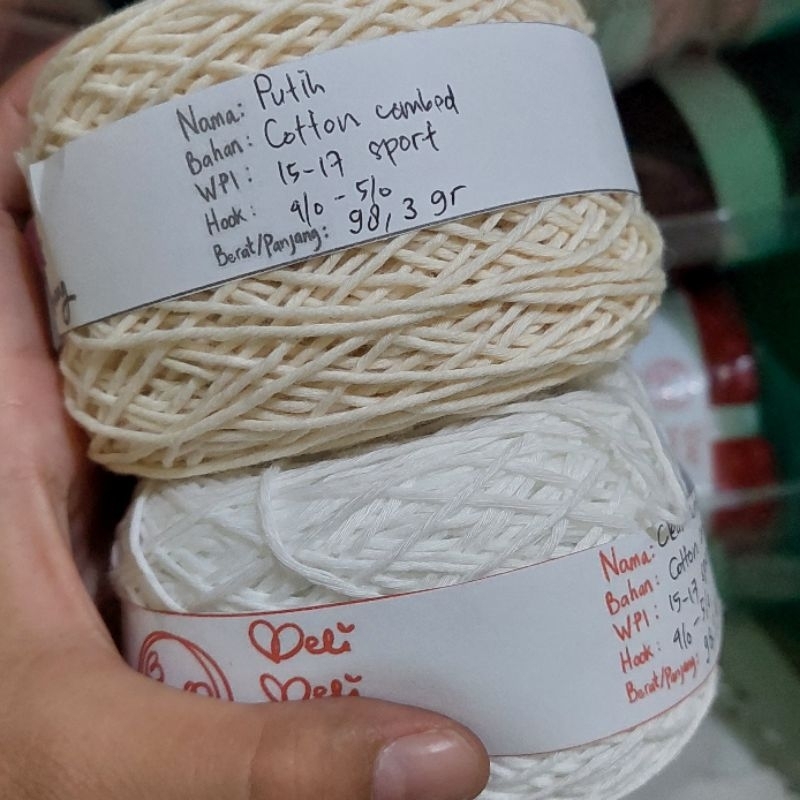 Nama: Putih
Bahan: Cotton combed
WPI: 15-17 sport
Hook: 4/0 - 5/0
Berat/Panjang: 98,3 gr
Deli
Deli
Nama:
Bahan: Cotton
WPI: 15-17
Hook: 4/0 -
Berat/Panjang: